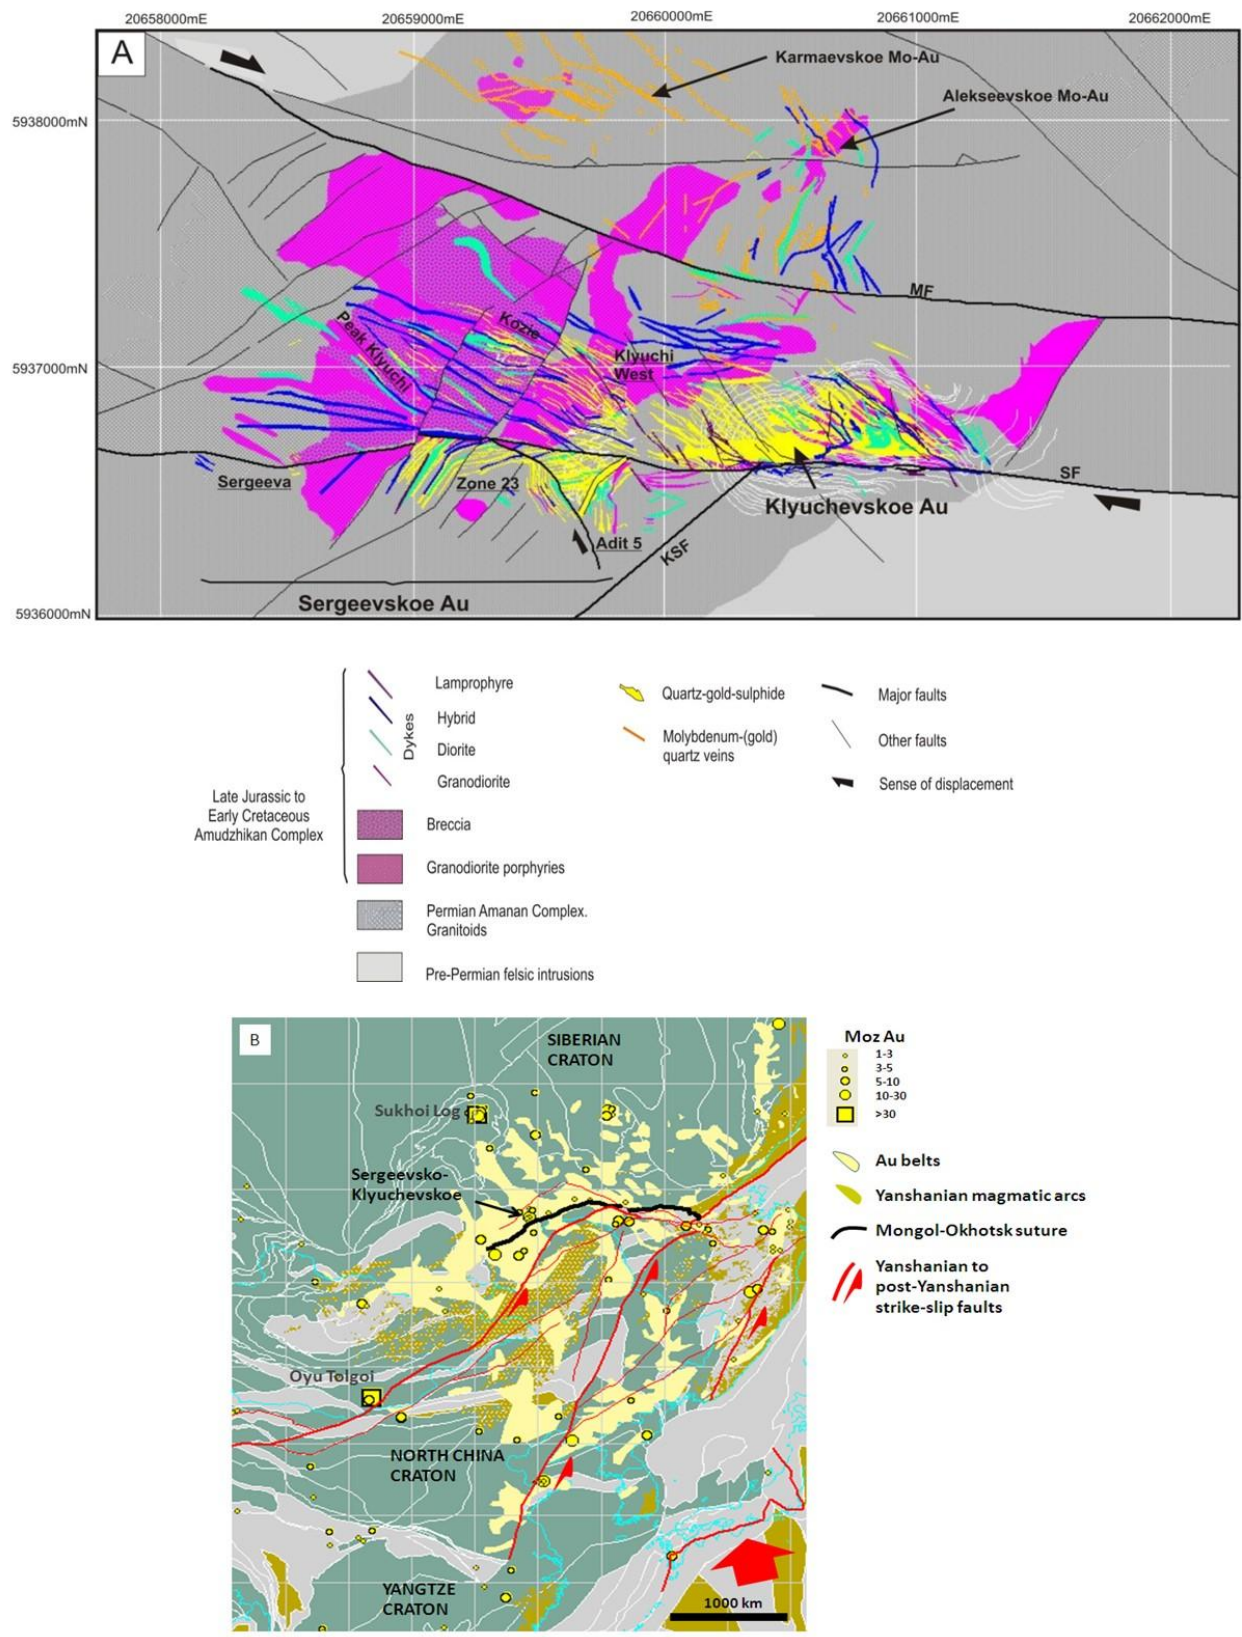 20658000mE
20659000mE
20660000mE
20661000mE
20662000mE
A
Karmaevskoe Mo-Au
Alekseevskoe Mo-Au
5938000mN
MF
Peak Klyuchi
Kozie
Klyuchi
West
5937000mN
Sergeeva
Zone 23
SF
Klyuchevskoe Au
Adit 5
KSF
Sergeevskoe Au
5936000mN
Lamprophyre
Hybrid
Diorite
Granodiorite
Dykes
Late Jurassic to
Early Cretaceous
Amudzhikan Complex
Breccia
Granodiorite porphyries
Permian Amanan Complex.
Granitoids
Pre-Permian felsic intrusions
Quartz-gold-sulphide
Molybdenum-(gold)
quartz veins
Major faults
Other faults
Sense of displacement
B
SIBERIAN
CRATON
Sukhoi Log
Sergeevsko-
Klyuchevskoe
Oyu Tolgoi
NORTH CHINA
CRATON
YANGTZE
CRATON
1000 km
Moz Au
1-3
3-5
5-10
10-30
>30
Au belts
Yanshanian magmatic arcs
Mongol-Okhotsk suture
Yanshanian to
post-Yanshanian
strike-slip faults